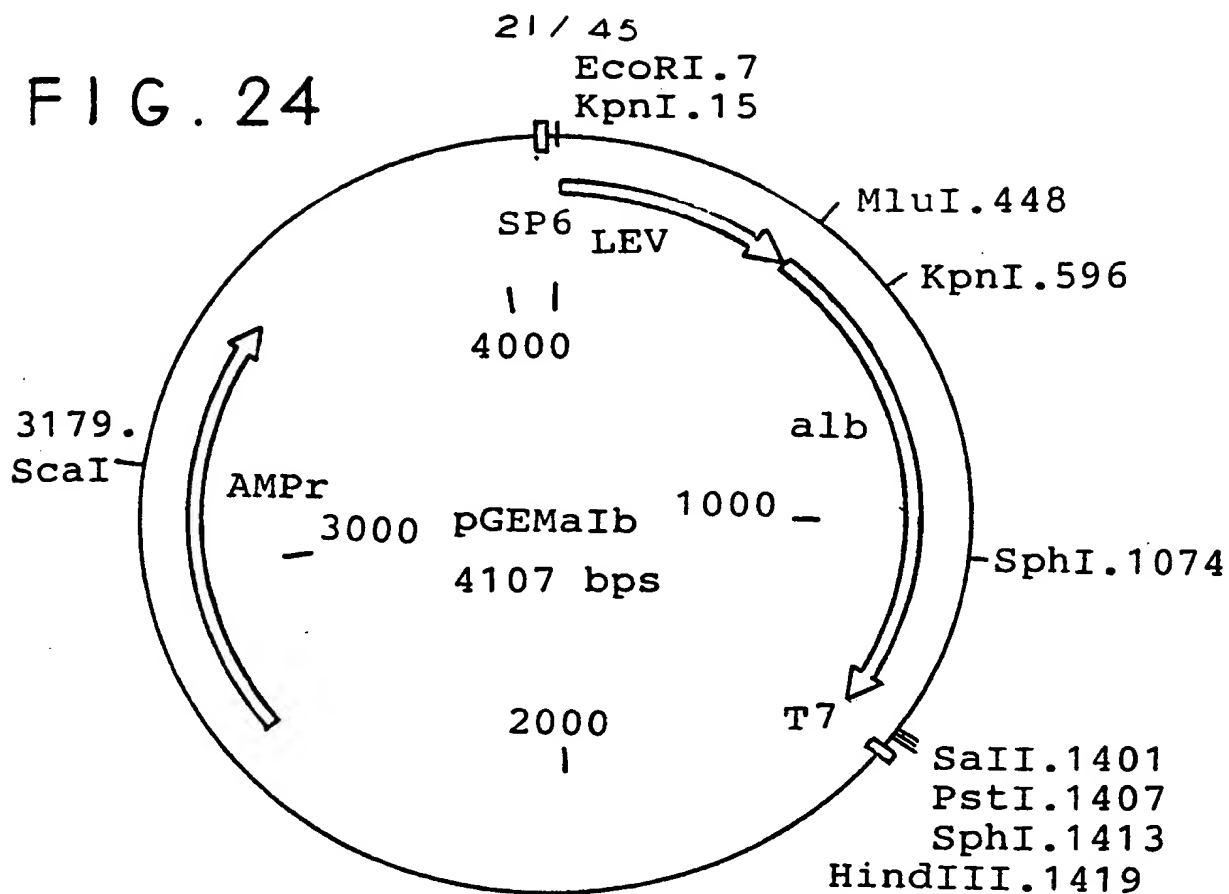 21/45
FIG. 24
EcoRI.7
KpnI.15
SP6
LEV
MluI.448
KpnI.596
4000
alb
3179.
ScaI
AMPr
3000
pGEMaIb
4107 bps
1000
SphI.1074
2000
T7
SaII.1401
PstI.1407
SphI.1413
HindIII.1419